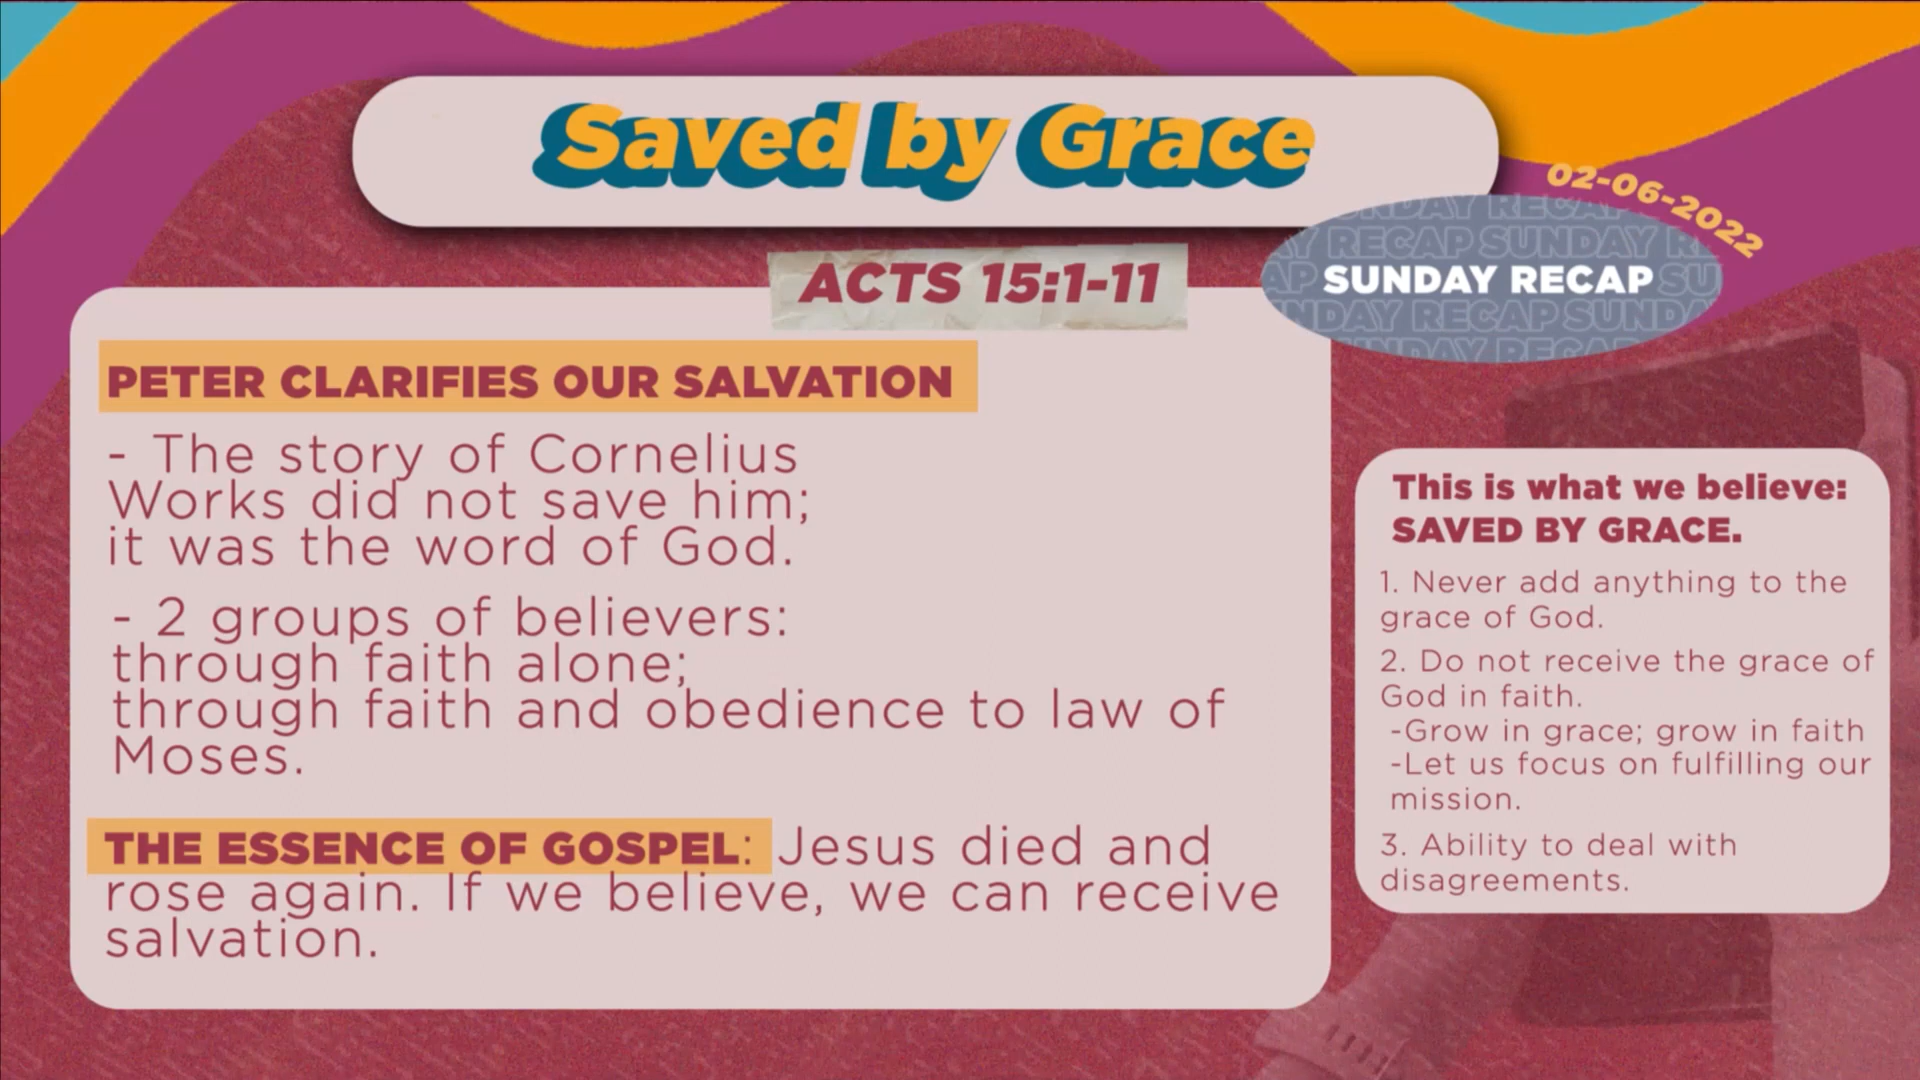 Saved by Grace
02-06-2022
SUNDAY RECAP
ACTS 15:1-11
PETER CLARIFIES OUR SALVATION
- The story of Cornelius
Works did not save him;
it was the word of God.
- 2 groups of believers:
through faith alone;
through faith and obedience to law of
Moses.
THE ESSENCE OF GOSPEL: Jesus died and
rose again. If we believe, we can receive
salvation.
This is what we believe:
SAVED BY GRACE.
1. Never add anything to the
grace of God.
2. Do not receive the grace of
God in faith.
-Grow in grace; grow in faith
-Let us focus on fulfilling our
mission.
3. Ability to deal with
disagreements.